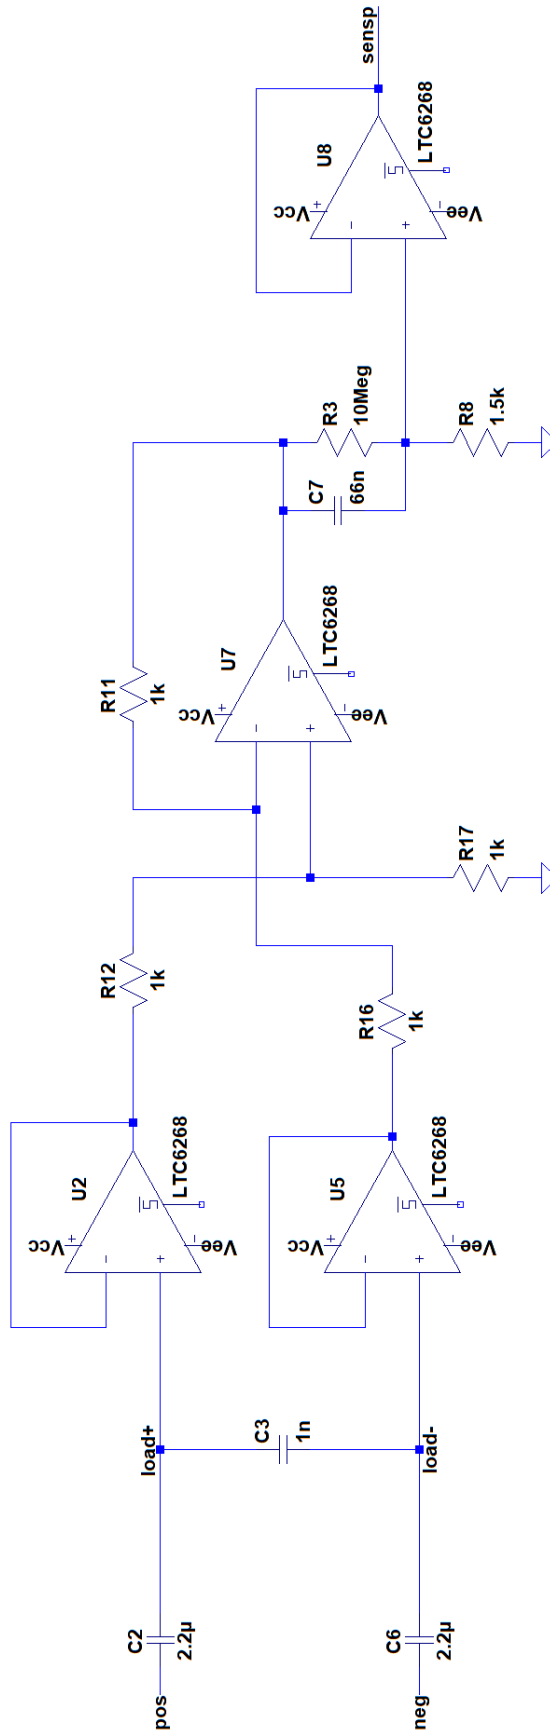 pos
C2
2.2µ
neg
C6
2.2µ
load+
C3
1n
load-
U2
Vcc
Vee
LTC6268
U5
Vcc
Vee
LTC6268
R12
1k
R16
1k
R17
1k
R11
1k
U7
Vcc
Vee
LTC6268
C7
66n
R3
10Meg
R8
1.5k
U8
Vcc
Vee
LTC6268
sensp